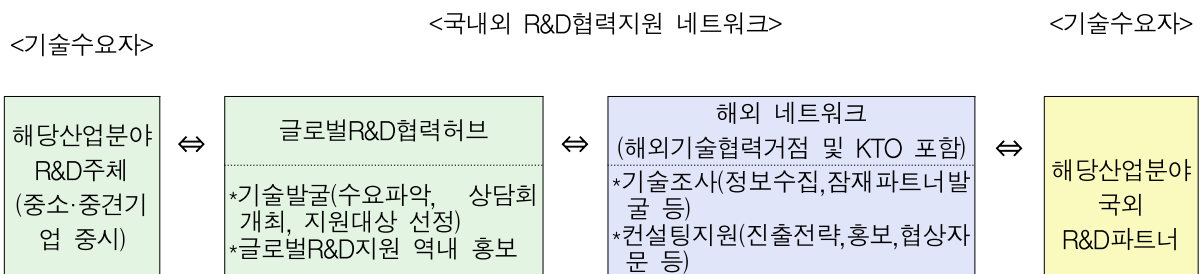 <국내외 R&D협력지원 네트워크>
<기술수요자>
<기술수요자>
해당산업분야
R&D주체
(중소·중견기
업 중시)
⇔
글로벌R&D협력허브
*기술발굴(수요파악, 상담회
개최, 지원대상 선정)
*글로벌R&D지원 역내 홍보
⇔
해외 네트워크
(해외기술협력거점 및 KTO 포함)
*기술조사(정보수집,잠재파트너발
굴 등)
*컨설팅지원(진출전략,홍보,협상자
문 등)
⇔
해당산업분야
국외
R&D파트너